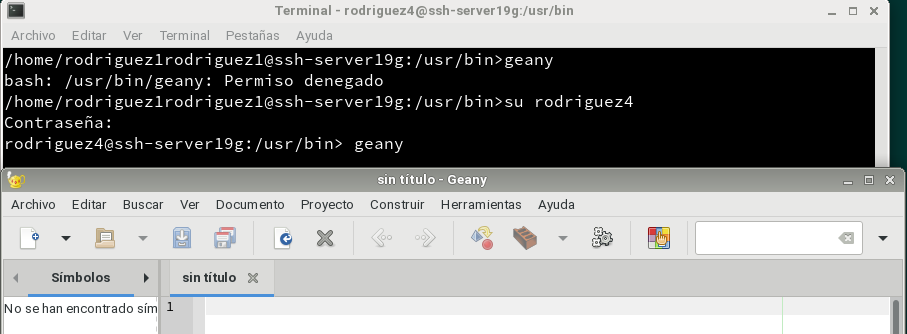 Terminal - rodriguez4@ssh-server19g:/usr/bin
Archivo Editar Ver Terminal Pestañas Ayuda
/home/rodriguez1rodriguez1@ssh-server19g:/usr/bin>geany
bash: /usr/bin/geany: Permiso denegado
/home/rodriguez1rodriguez1@ssh-server19g:/usr/bin>su rodriguez4
Contraseña:
rodriguez4@ssh-server19g:/usr/bin> geany
sin título - Geany
Archivo Editar Buscar Ver Documento Proyecto Construir Herramientas Ayuda
Símbolos sin título
No se han encontrado sím 1